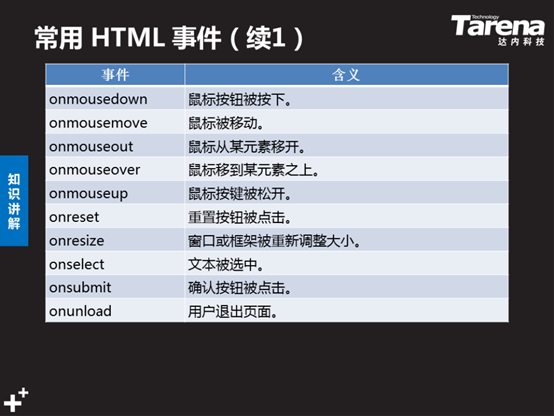 常用 HTML 事件（续1）
Technology
Tarena
达内科技
事件 含义
onmousedown 鼠标按钮被按下。
onmousemove 鼠标被移动。
onmouseout 鼠标从某元素移开。
onmouseover 鼠标移到某元素之上。
onmouseup 鼠标按键被松开。
onreset 重置按钮被点击。
onresize 窗口或框架被重新调整大小。
onselect 文本被选中。
onsubmit 确认按钮被点击。
onunload 用户退出页面。
知识讲解